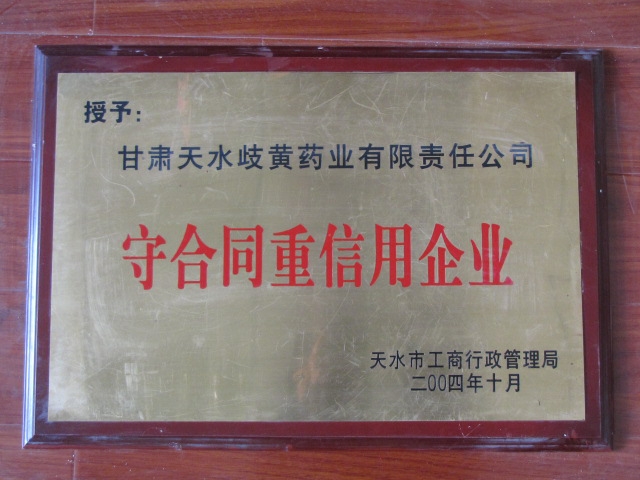 授予：
甘肃天水歧黄药业有限责任公司
守合同重信用企业
天水市工商行政管理局
二00四年十月